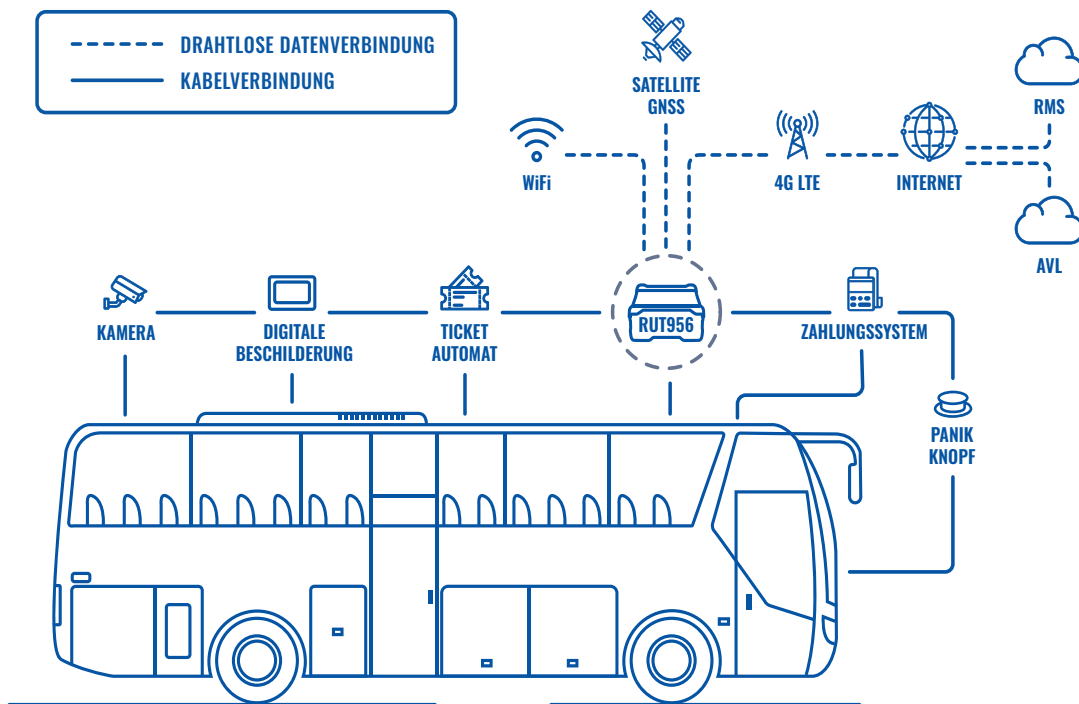 DRAHTLOSE DATENVERBINDUNG
KABELVERBINDUNG
SATELLITE
GNSS
RMS
WiFi
4G LTE
INTERNET
AVL
KAMERA
DIGITALE
BESCHILDERUNG
TICKET
AUTOMAT
RUT956
ZAHLUNGSSYSTEM
PANIK
KNOPF